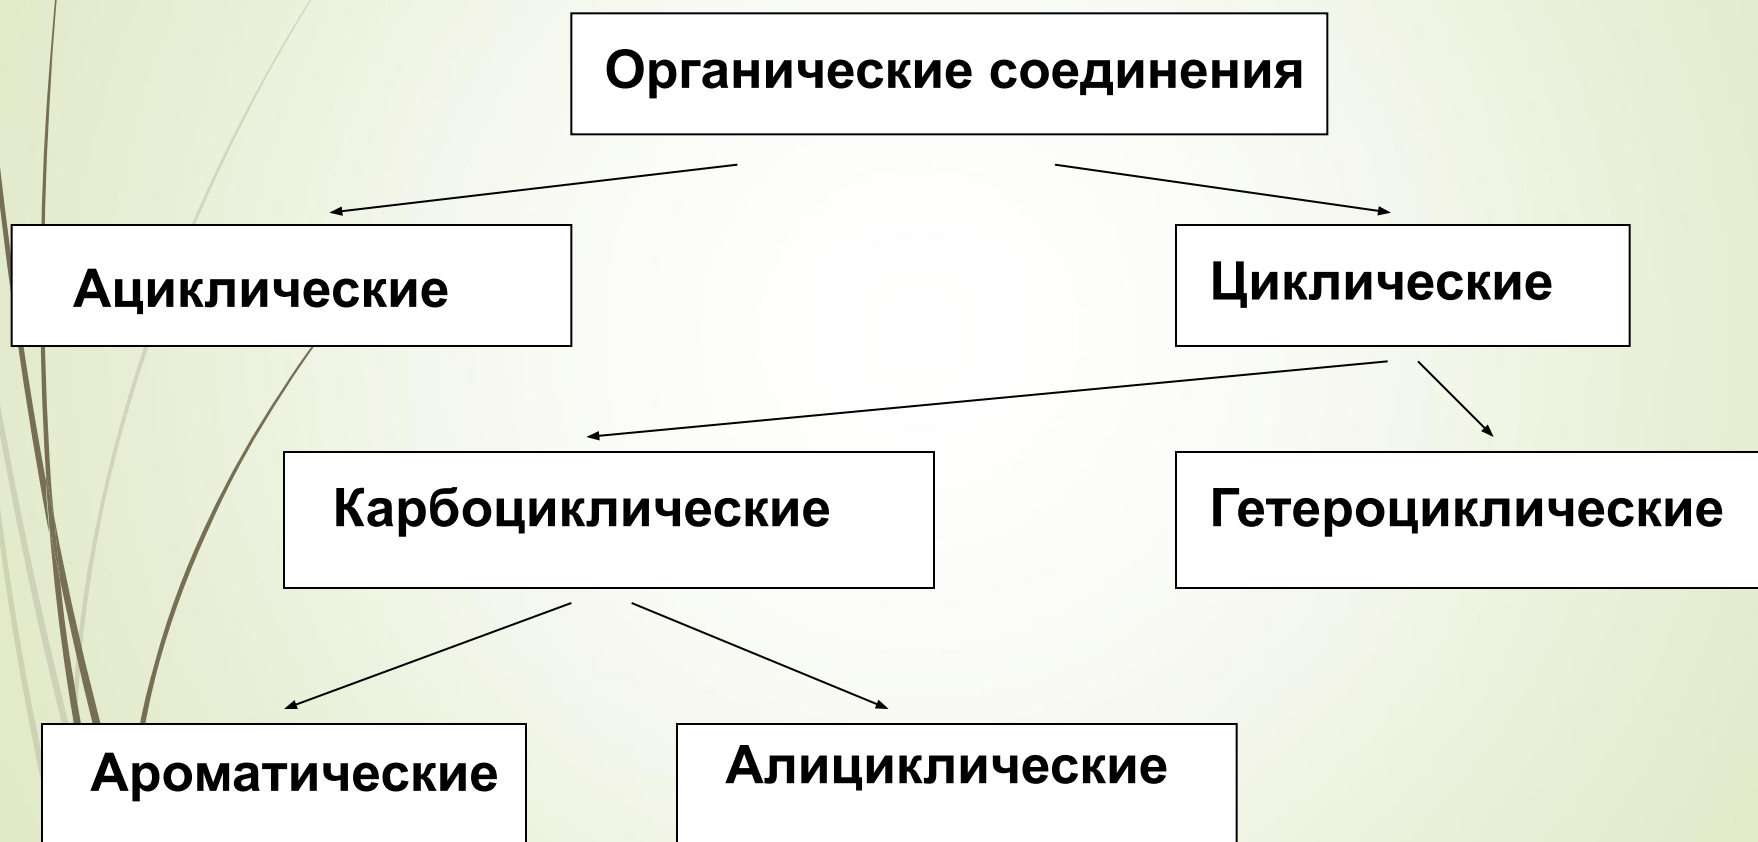 Органические соединения
Ациклические
Циклические
Карбоциклические
Гетероциклические
Ароматические
Алициклические